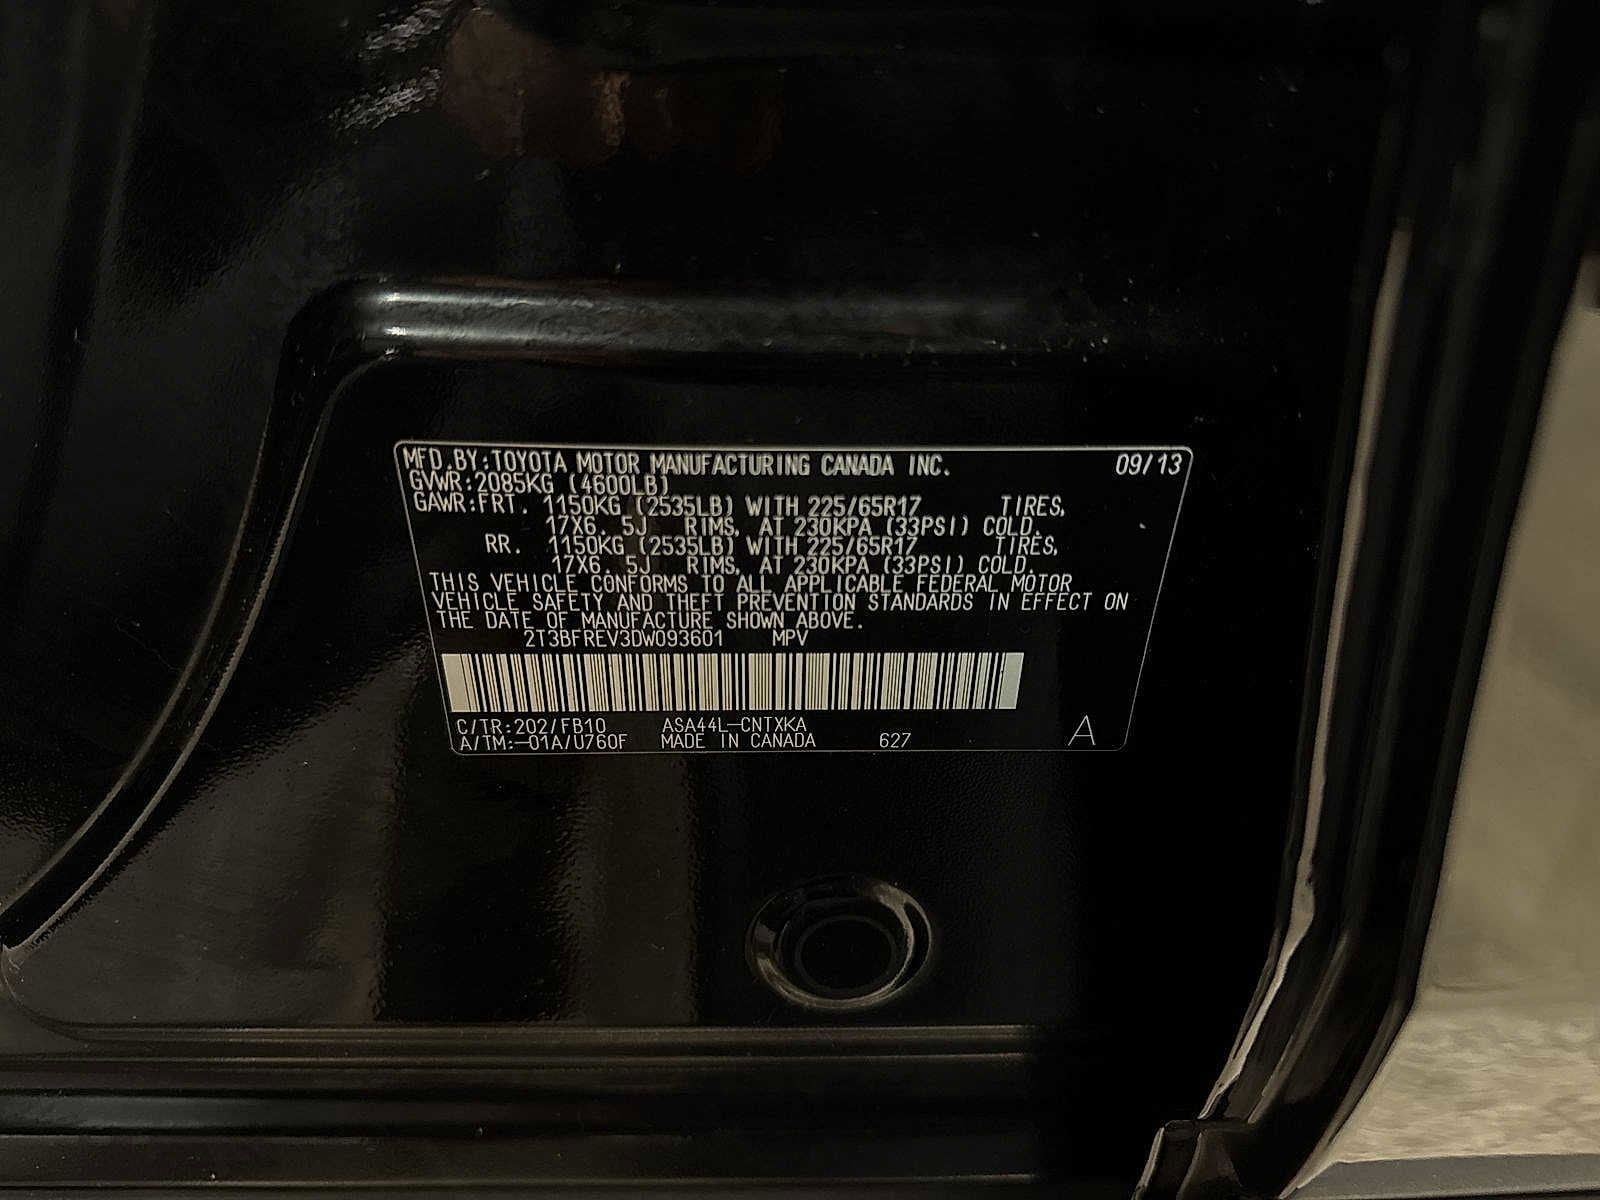 MFD.BY:TOYOTA MOTOR MANUFACTURING CANADA INC. 09/13
GVWR:2085KG (4600LB)
GAWR:FRT. 1150KG (2535LB) WITH 225/65R17 TIRES,
17X6. 5J RIMS, AT 230KPA (33PSI) COLD.
RR. 1150KG (2535LB) WITH 225/65R17 TIRES,
17X6. 5J RIMS, AT 230KPA (33PSI) COLD.
THIS VEHICLE CONFORMS TO ALL APPLICABLE FEDERAL MOTOR
VEHICLE SAFETY AND THEFT PREVENTION STANDARDS IN EFFECT ON
THE DATE OF MANUFACTURE SHOWN ABOVE.
2T3BFREV3DW093601 MPV
C/TR:202/FB10 ASA44L-CNTXKA
A/TM:-01A/U760F MADE IN CANADA 627 A